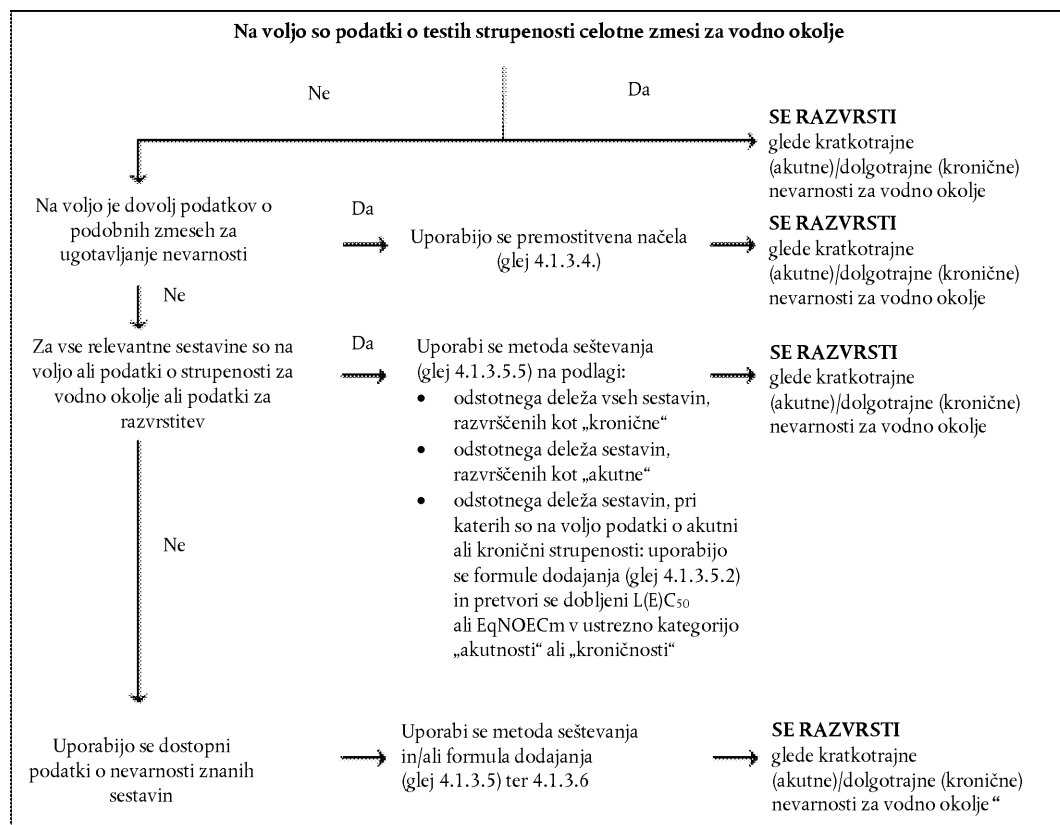 Na voljo so podatki o testih strupenosti celotne zmesi za vodno okolje
Ne
Da
SE RAZVRSTI
glede kratkotrajne
(akutne)/dolgotrajne (kronične)
nevarnosti za vodno okolje
Na voljo je dovolj podatkov o
podobnih zmeseh za
ugotavljanje nevarnosti
Da
Uporabijo se premostitvena načela
(glej 4.1.3.4.)
SE RAZVRSTI
glede kratkotrajne
(akutne)/dolgotrajne (kronične)
nevarnosti za vodno okolje
Ne
Za vse relevantne sestavine so na
voljo ali podatki o strupenosti za
vodno okolje ali podatki za
razvrstitev
Da
Uporabi se metoda seštevanja
(glej 4.1.3.5.5) na podlagi:
• odstotnega deleža vseh sestavin,
razvrščenih kot „kronične“
• odstotnega deleža sestavin,
razvrščenih kot „akutne“
• odstotnega deleža sestavin, pri
katerih so na voljo podatki o akutni
ali kronični strupenosti: uporabijo
se formule dodajanja (glej 4.1.3.5.2)
in pretvori se dobljeni L(E)C₅₀
ali EqNOECm v ustrezno kategorijo
„akutnosti“ ali „kroničnosti“
SE RAZVRSTI
glede kratkotrajne
(akutne)/dolgotrajne (kronične)
nevarnosti za vodno okolje
Ne
Uporabijo se dostopni
podatki o nevarnosti znanih
sestavin
Uporabi se metoda seštevanja
in/ali formula dodajanja
(glej 4.1.3.5) ter 4.1.3.6
SE RAZVRSTI
glede kratkotrajne
(akutne)/dolgotrajne (kronične)
nevarnosti za vodno okolje“